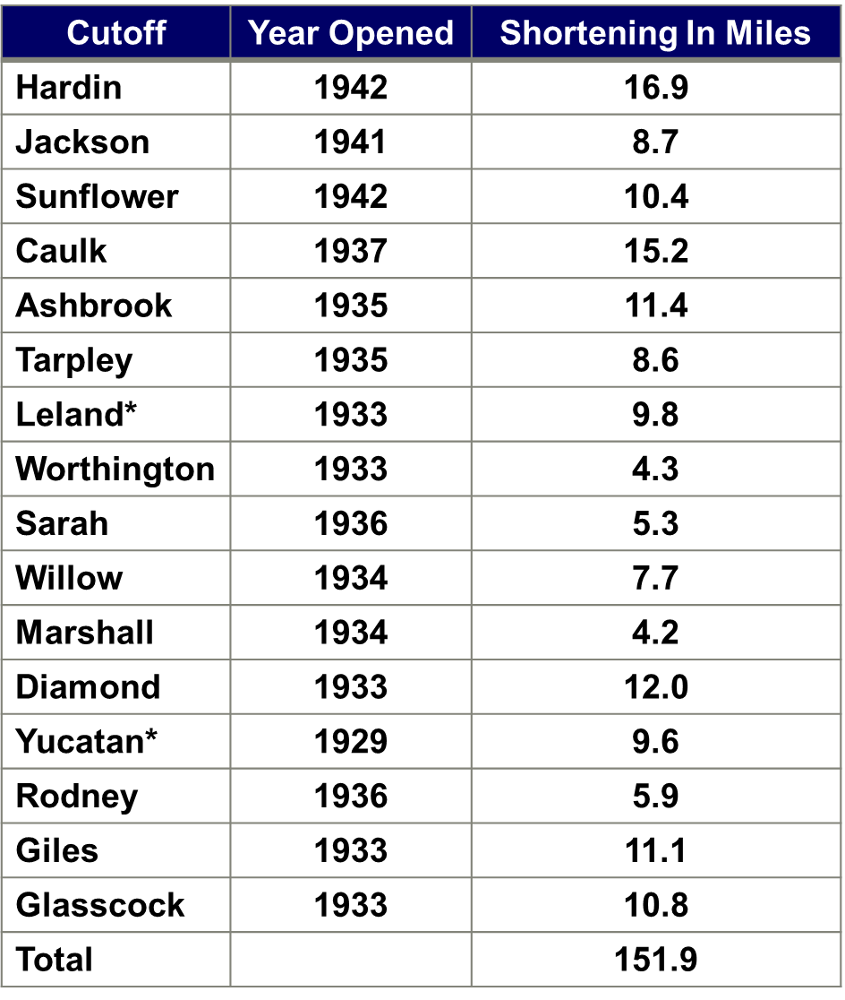 Cutoff Year Opened Shortening In Miles
Hardin 1942 16.9
Jackson 1941 8.7
Sunflower 1942 10.4
Caulk 1937 15.2
Ashbrook 1935 11.4
Tarpley 1935 8.6
Leland* 1933 9.8
Worthington 1933 4.3
Sarah 1936 5.3
Willow 1934 7.7
Marshall 1934 4.2
Diamond 1933 12.0
Yucatan* 1929 9.6
Rodney 1936 5.9
Giles 1933 11.1
Glasscock 1933 10.8
Total 151.9